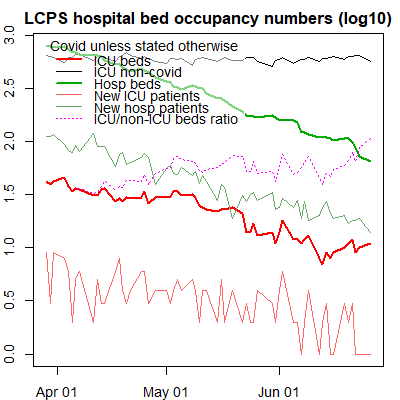 LCPS hospital bed occupancy numbers (log10)
Covid unless stated otherwise
ICU beds
ICU non-covid
Hosp beds
New ICU patients
New hosp patients
ICU/non-ICU beds ratio
3.0
2.5
2.0
1.5
1.0
0.5
0.0
Apr 01
May 01
Jun 01